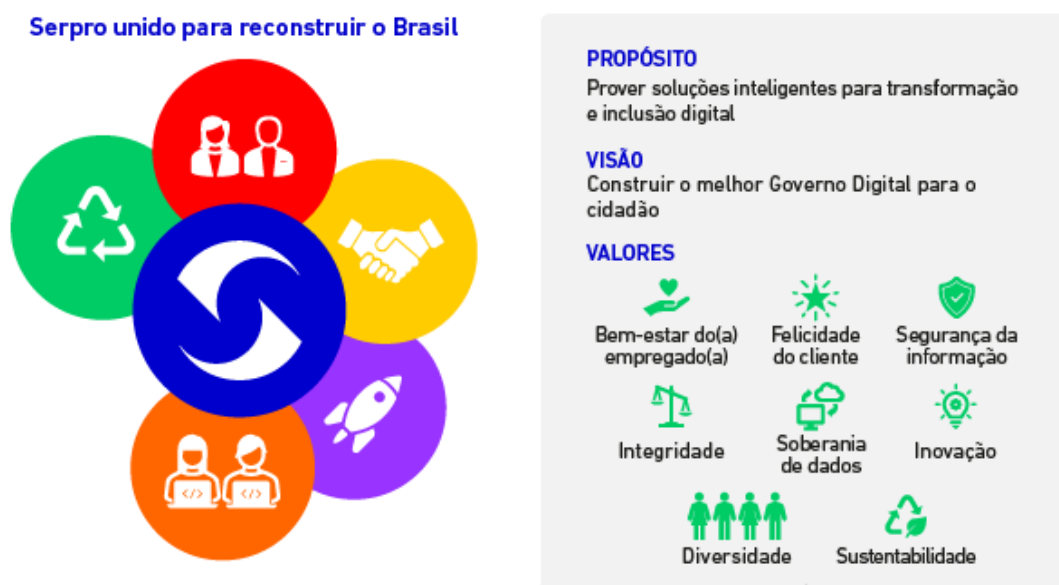 Serpro unido para reconstruir o Brasil
PROPÓSITO
Prover soluções inteligentes para transformação
e inclusão digital
VISÃO
Construir o melhor Governo Digital para o
cidadão
VALORES
Bem-estar do(a)
empregado(a)
Felicidade
do cliente
Segurança da
informação
Integridade
Soberania
de dados
Inovação
Diversidade
Sustentabilidade